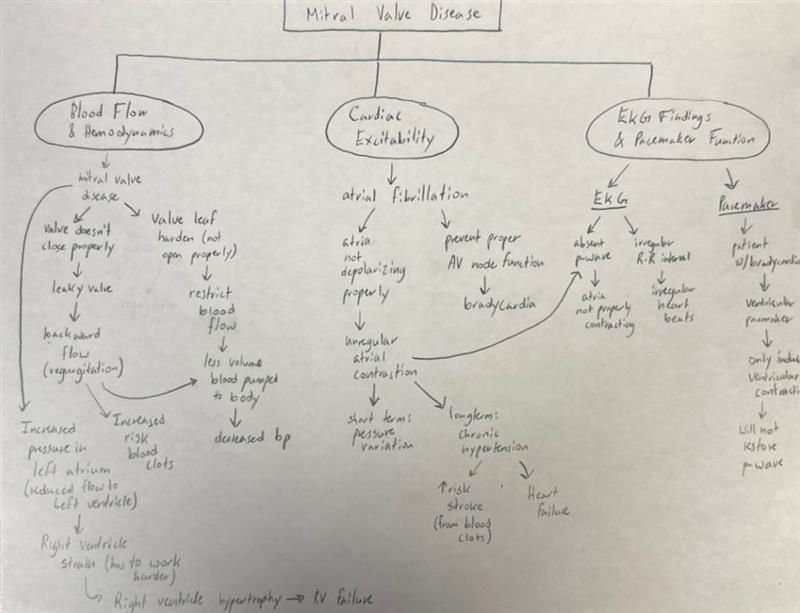 Mitral Valve Disease
Blood Flow
& Hemodynamics
mitral valve
disease
valve doesn't
close properly
leaky valve
backward
flow
(regurgitation)
Increased
pressure in
left atrium
(reduced flow to
Left ventricle)
Right ventricle
strain (has to work
harder)
Right ventricle hypertrophy → RV failure
Increased
risk
blood
clots
Valve leaf
harden (not
open properly)
restrict
blood
flow
less volume
blood pumped
to body
decreased bp
Cardiac
Excitability
atrial fibrillation
atria
not
depolarizing
properly
unregular
atrial
contraction
short term:
pressure
variation
longterm:
chronic
hypertension
↑risk
stroke
(from blood
clots)
Heart
failure
prevent proper
AV node function
bradycardia
EKG Findings
& Pacemaker Function
EKG
absent
p-wave
atria
not properly
contracting
irregular
R-R interval
irregular
heart
beats
Pacemaker
patient
w/bradycardia
ventricular
pacemaker
only
ventricular
will not
restore
p-wave